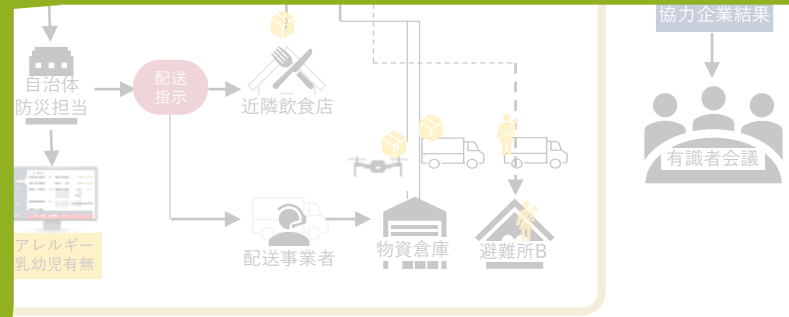 協力企業結果
自治体
防災担当
配送
指示
近隣飲食店
有識者会議
アレルギー
乳幼児有無
配送事業者
物資倉庫
避難所B